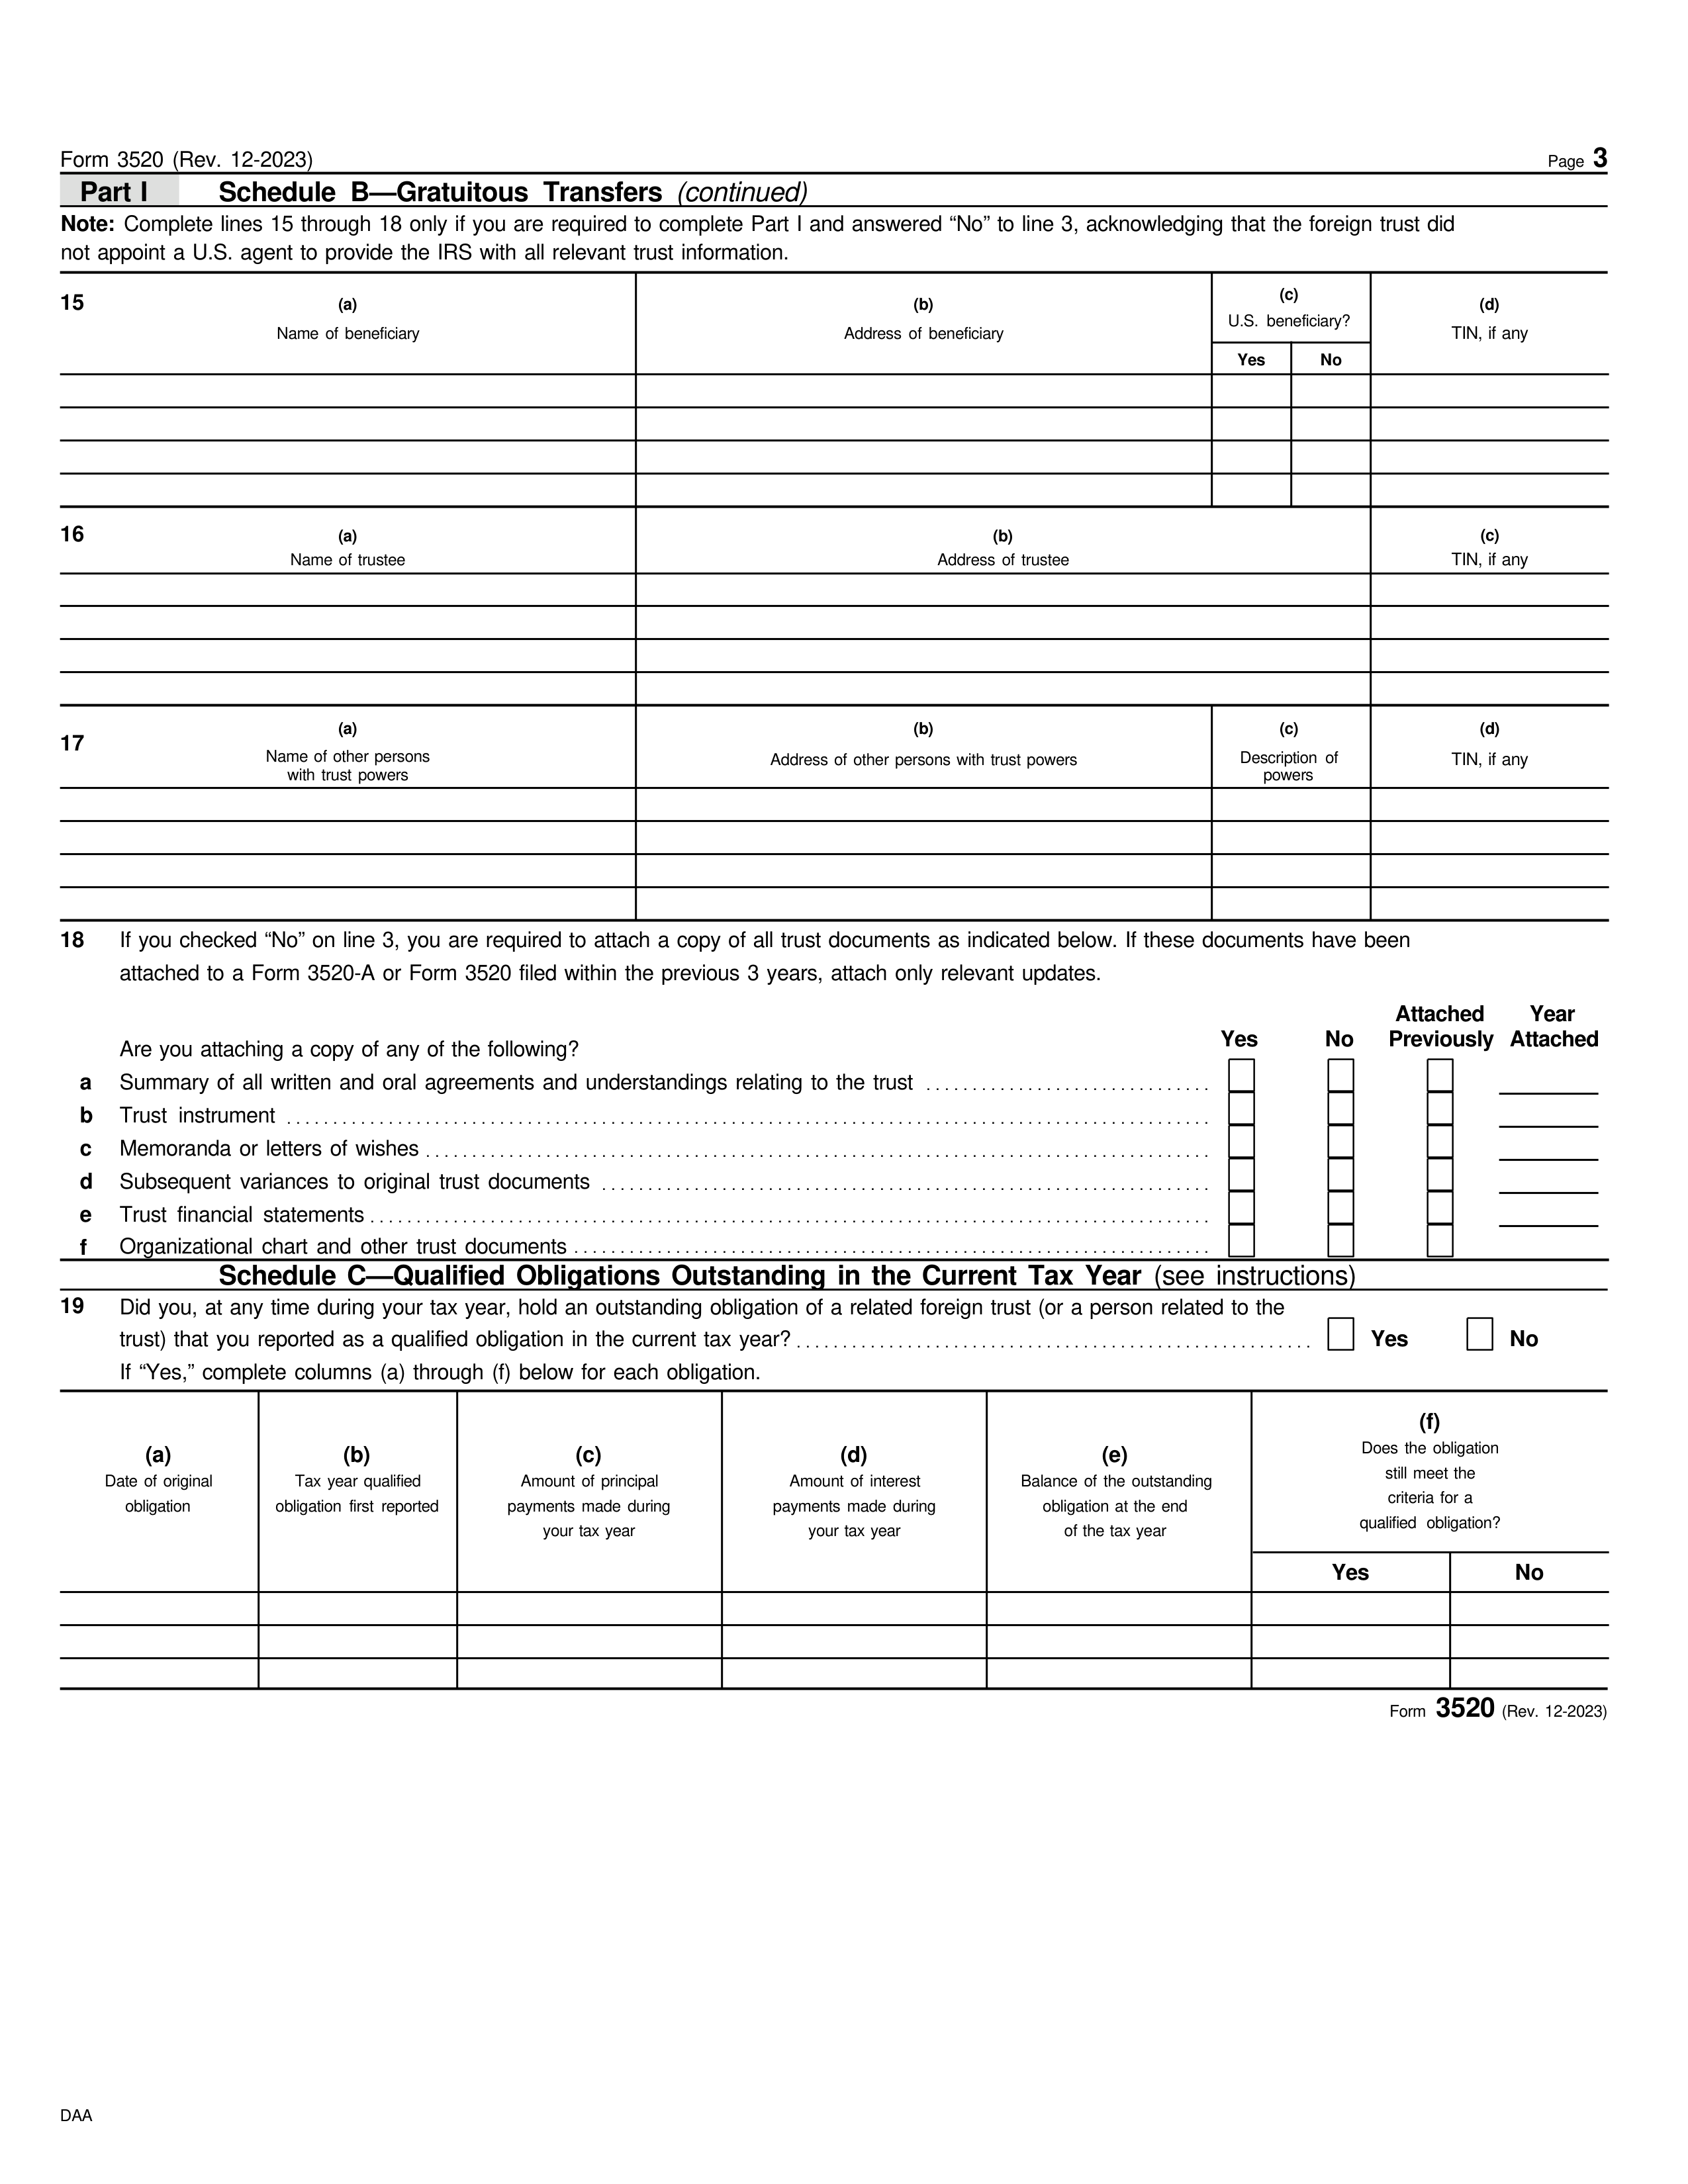 Form 3520 (Rev. 12-2023) Page 3
Part I Schedule B—Gratuitous Transfers (continued)
Note: Complete lines 15 through 18 only if you are required to complete Part I and answered “No” to line 3, acknowledging that the foreign trust did
not appoint a U.S. agent to provide the IRS with all relevant trust information.
15 (a) (b) (c) (d)
Name of beneficiary Address of beneficiary U.S. beneficiary? TIN, if any
Yes No
16 (a) (b) (c)
Name of trustee Address of trustee TIN, if any
17 (a) (b) (c) (d)
Name of other persons Address of other persons with trust powers Description of TIN, if any
with trust powers powers
18 If you checked “No” on line 3, you are required to attach a copy of all trust documents as indicated below. If these documents have been
attached to a Form 3520-A or Form 3520 filed within the previous 3 years, attach only relevant updates.
Attached Year
Are you attaching a copy of any of the following? Yes No Previously Attached
a Summary of all written and oral agreements and understandings relating to the trust
b Trust instrument
c Memoranda or letters of wishes
d Subsequent variances to original trust documents
e Trust financial statements
f Organizational chart and other trust documents
Schedule C—Qualified Obligations Outstanding in the Current Tax Year (see instructions)
19 Did you, at any time during your tax year, hold an outstanding obligation of a related foreign trust (or a person related to the
trust) that you reported as a qualified obligation in the current tax year? Yes No
If “Yes,” complete columns (a) through (f) below for each obligation.
(a) (b) (c) (d) (e) (f)
Date of original Tax year qualified Amount of principal Amount of interest Balance of the outstanding Does the obligation
obligation obligation first reported payments made during payments made during obligation at the end still meet the
your tax year your tax year of the tax year criteria for a
qualified obligation?
Yes No
Form 3520 (Rev. 12-2023)
DAA